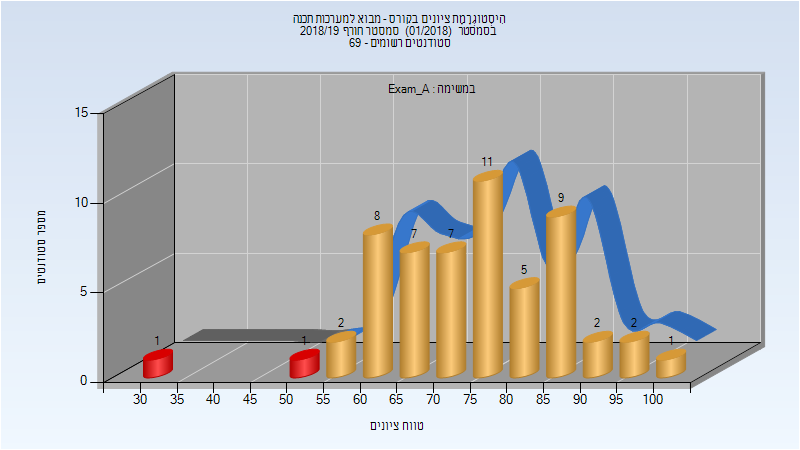 היסטוגרמת ציונים בקורס - מבוא למערכות תכנה
בסמסטר (01/2018) סמסטר חורף 2018/19
סטודנטים רשומים - 69
במשימה : Exam_A
מספר סטודנטים
15
10
5
0
1
1
2
8
7
7
11
5
9
2
2
1
30 35 40 45 50 55 60 65 70 75 80 85 90 95 100
טווח ציונים